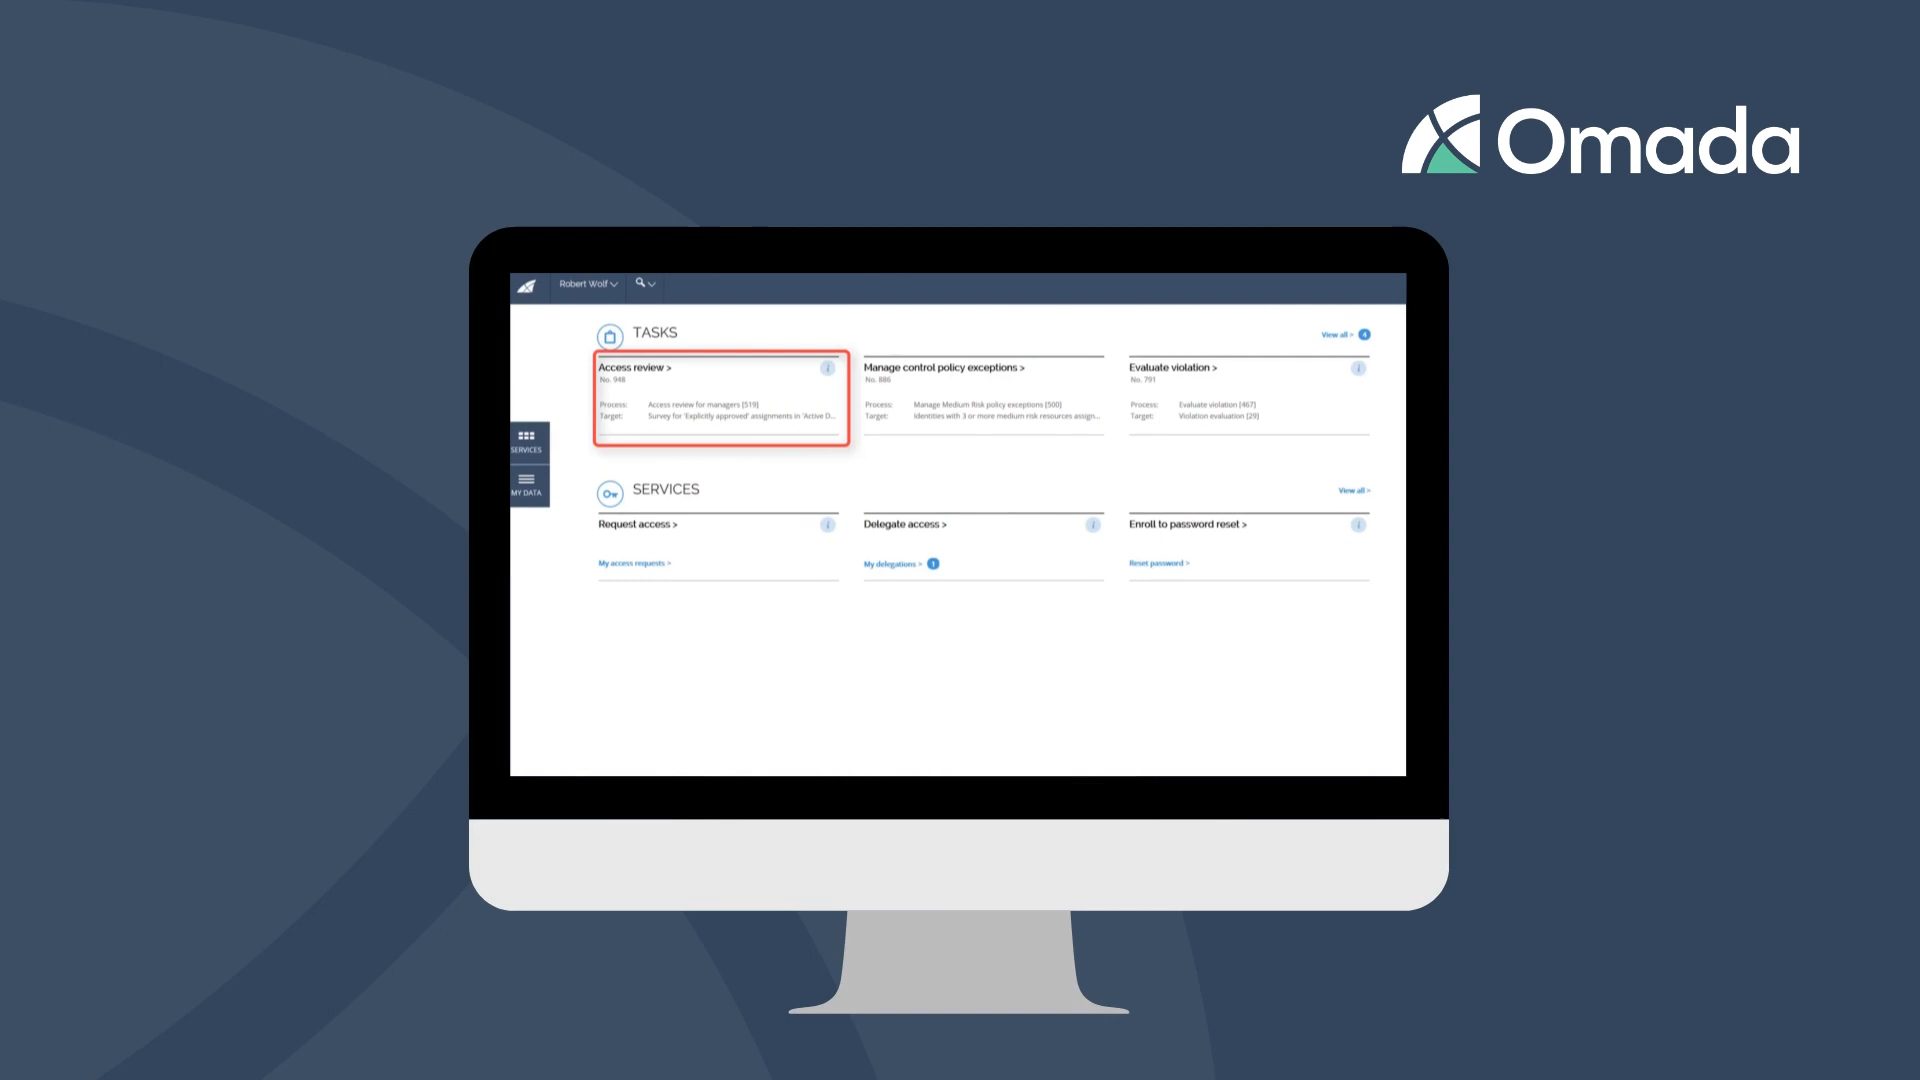 Omada
Robert Wolf
TASKS
View all > 4
Access review >
No. 948
Process: Access review for managers [519]
Target: Survey for 'Explicitly approved' assignments in 'Active D...
Manage control policy exceptions >
No. 886
Process: Manage Medium Risk policy exceptions [500]
Target: Identities with 3 or more medium risk resources assign...
Evaluate violation >
No. 791
Process: Evaluate violation [467]
Target: Violation evaluation [29]
SERVICES
MY DATA
SERVICES
View all >
Request access >
My access requests >
Delegate access >
My delegations > 1
Enroll to password reset >
Reset password >